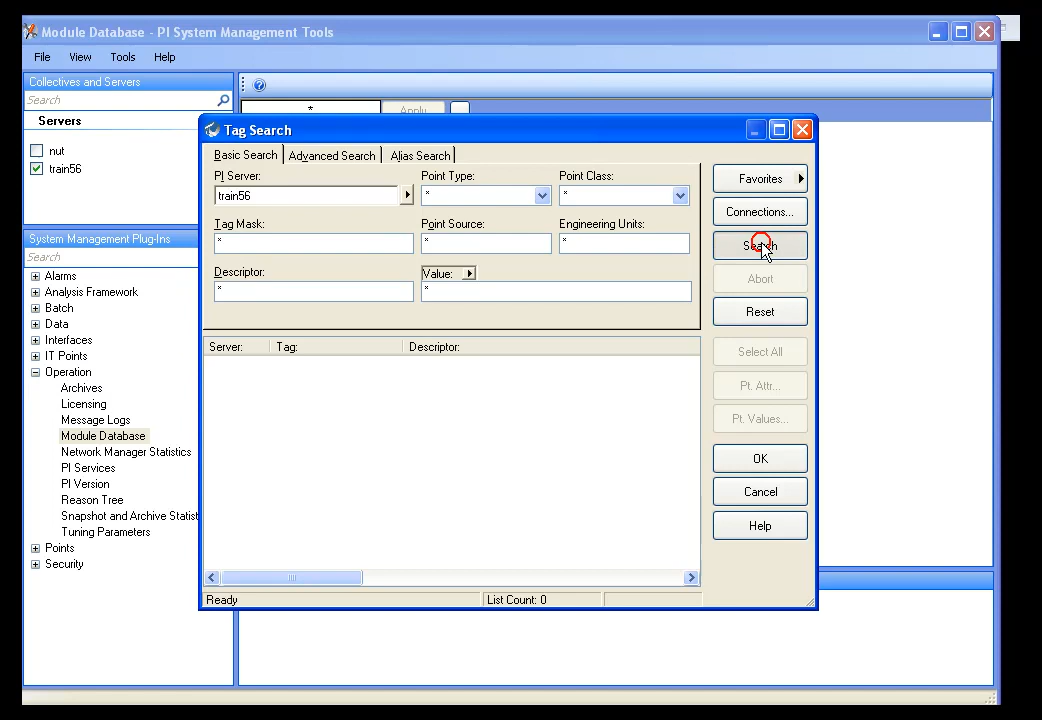 Module Database - PI System Management Tools
File View Tools Help
Collectives and Servers
Search
Servers
nut
train56
System Management Plug-Ins
Search
Alarms
Analysis Framework
Batch
Data
Interfaces
IT Points
Operation
Archives
Licensing
Message Logs
Module Database
Network Manager Statistics
PI Services
PI Version
Reason Tree
Snapshot and Archive Statist
Tuning Parameters
Points
Security
* Apply
Tag Search
Basic Search Advanced Search Alias Search
PI Server: Point Type: Point Class:
train56 * *
Tag Mask: Point Source: Engineering Units:
* * *
Descriptor: Value:
* *
Server: Tag: Descriptor:
Ready List Count: 0
Favorites
Connections...
Search
Abort
Reset
Select All
Pt. Attr...
Pt. Values...
OK
Cancel
Help